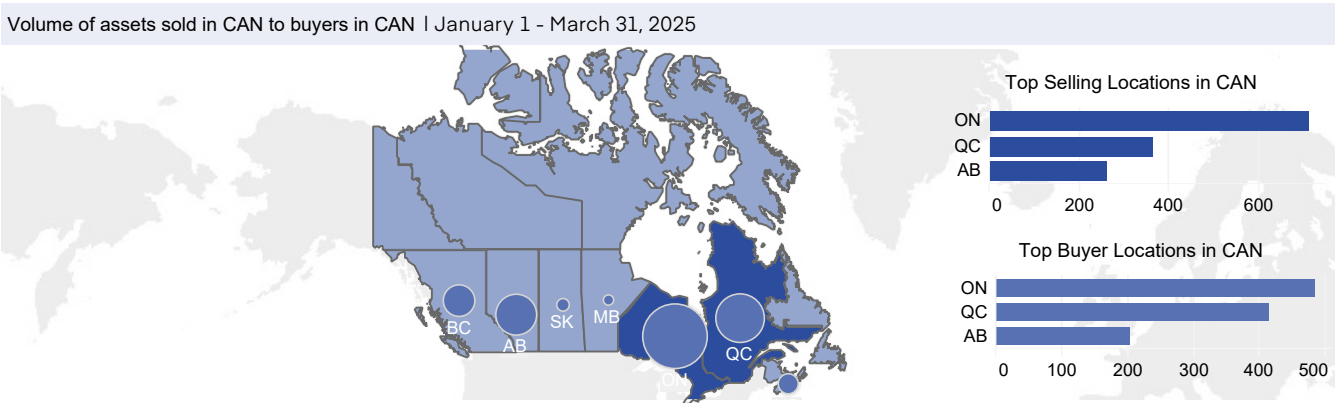 Volume of assets sold in CAN to buyers in CAN | January 1 - March 31, 2025
Top Selling Locations in CAN
ON
QC
AB
0 200 400 600
Top Buyer Locations in CAN
ON
QC
AB
0 100 200 300 400 500
BC
AB
SK
MB
ON
QC